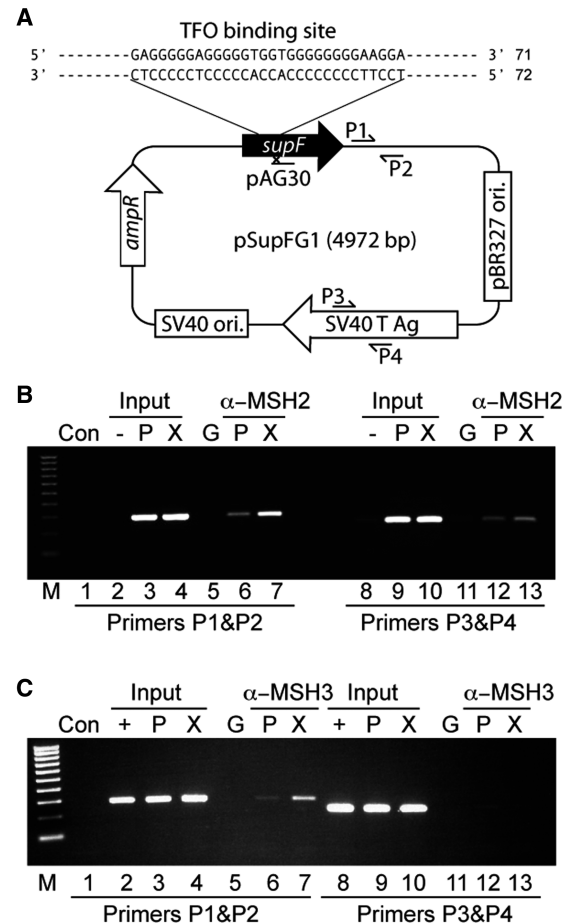 A
TFO binding site
5' -------GAGGGGGAGGGGGTGGTGGGGGGGGAAGGA-------- 3' 71
3' -------CTCCCCCTCCCCCACCACCCCCCCCTTCCT-------- 5' 72
supF
P1
P2
pAG30
ampR
pSupFG1 (4972 bp)
pBR327 ori.
P3
SV40 ori.
SV40 T Ag
P4
B
Input α-MSH2 Input α-MSH2
Con - P X G P X - P X G P X
M 1 2 3 4 5 6 7 8 9 10 11 12 13
Primers P1&P2 Primers P3&P4
C
Input α-MSH3 Input α-MSH3
Con + P X G P X + P X G P X
M 1 2 3 4 5 6 7 8 9 10 11 12 13
Primers P1&P2 Primers P3&P4